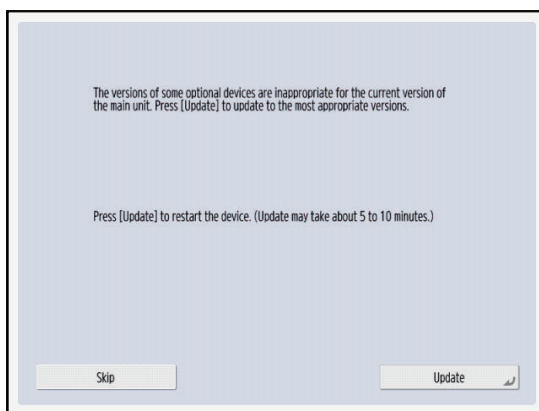 The versions of some optional devices are inappropriate for the current version of
the main unit. Press [Update] to update to the most appropriate versions.
Press [Update] to restart the device. (Update may take about 5 to 10 minutes.)
Skip
Update